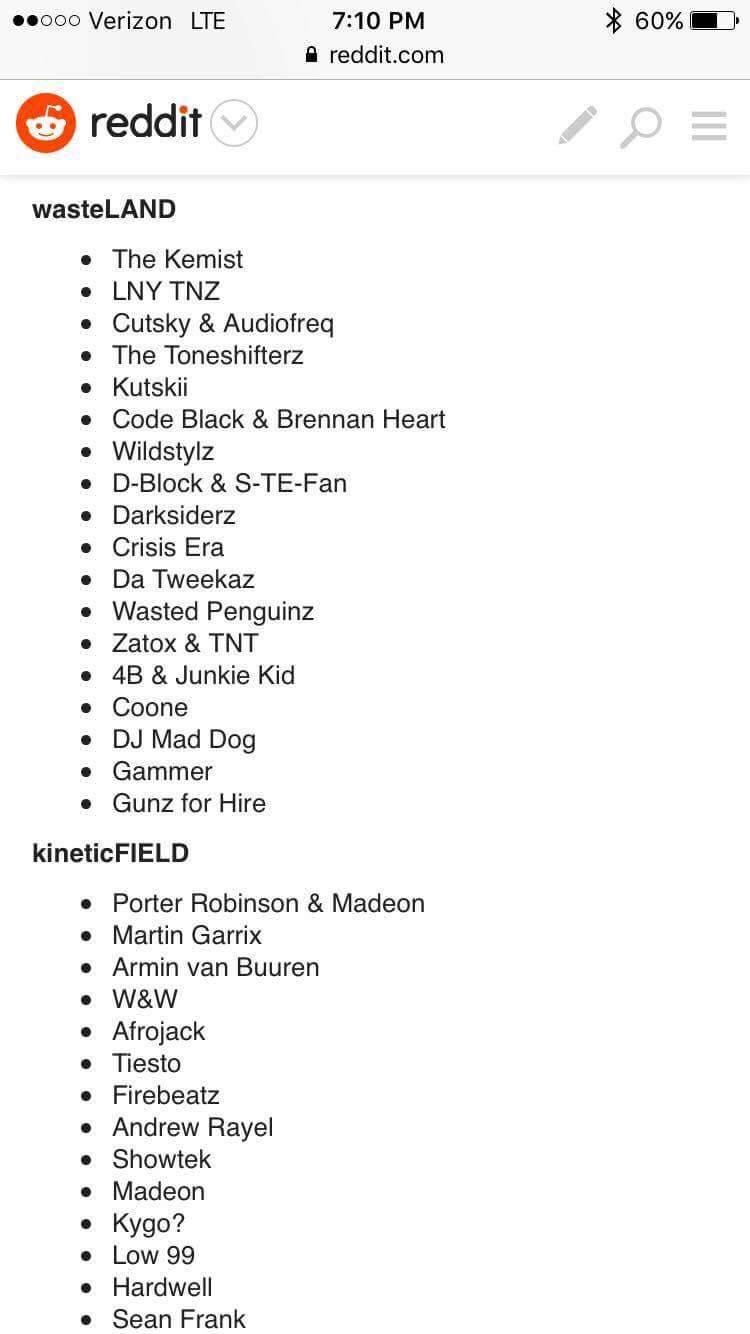 Verizon LTE 7:10 PM 60%
reddit.com
reddit
wasteLAND
The Kemist
LNY TNZ
Cutsky & Audiofreq
The Toneshifterz
Kutskii
Code Black & Brennan Heart
Wildstylz
D-Block & S-TE-Fan
Darksiderz
Crisis Era
Da Tweekaz
Wasted Penguinz
Zatox & TNT
4B & Junkie Kid
Coone
DJ Mad Dog
Gammer
Gunz for Hire
kineticFIELD
Porter Robinson & Madeon
Martin Garrix
Armin van Buuren
W&W
Afrojack
Tiesto
Firebeatz
Andrew Rayel
Showtek
Madeon
Kygo?
Low 99
Hardwell
Sean Frank